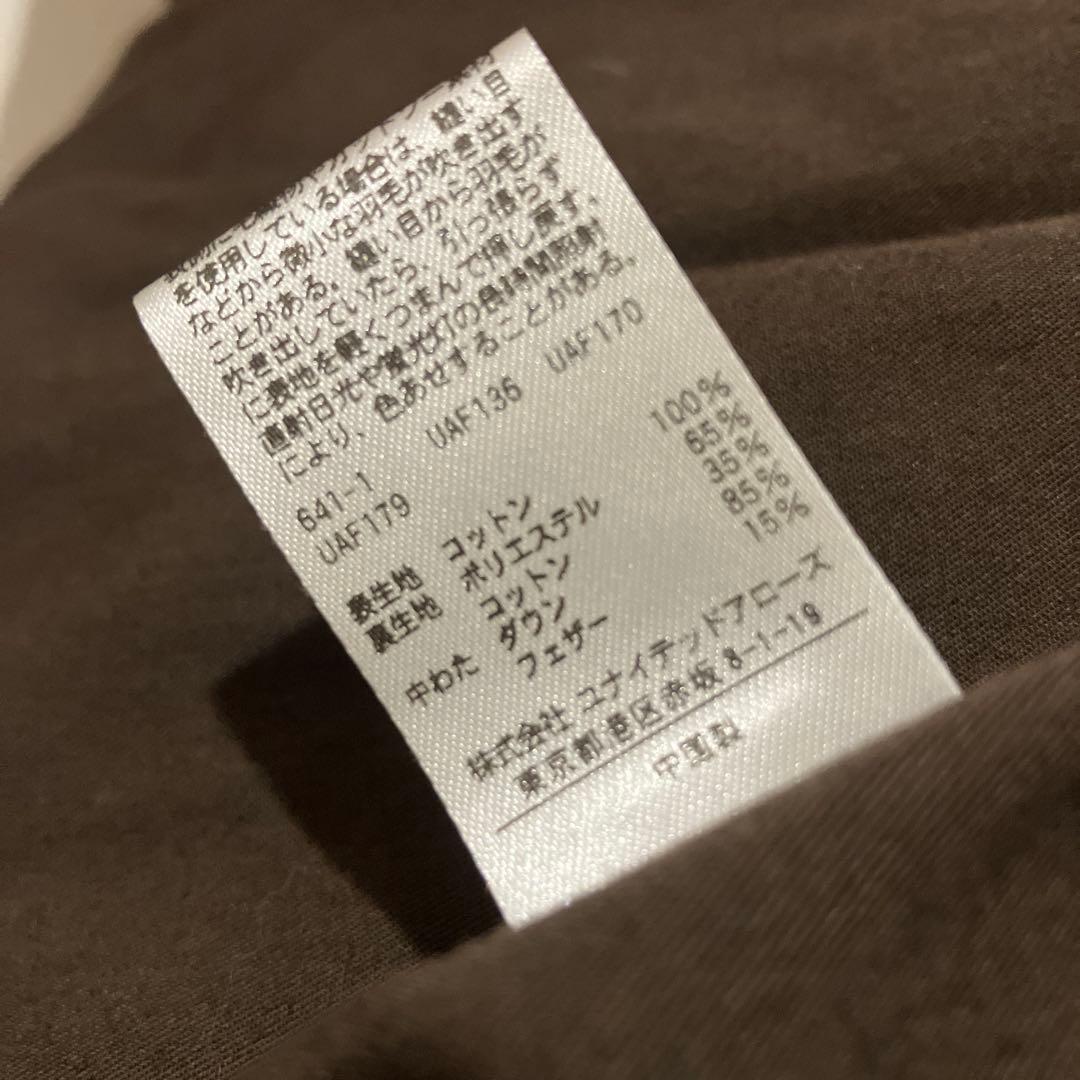 を使用している場合は、縫い目
などから微小な羽毛が吹き出す
ことがある。縫い目から羽毛が
吹き出していたら、引っ張らず
に表地を軽くつまんで押し戻す。
直射日光や蛍光灯の長時間照射
により、色あせすることがある。
641-1 UAF136 UAF170
UAF179
表生地 コットン 100%
裏生地 ポリエステル 65%
コットン 35%
中わた ダウン 85%
フェザー 15%
株式会社 ユナイテッドアローズ
東京都港区赤坂8-1-19
中国製